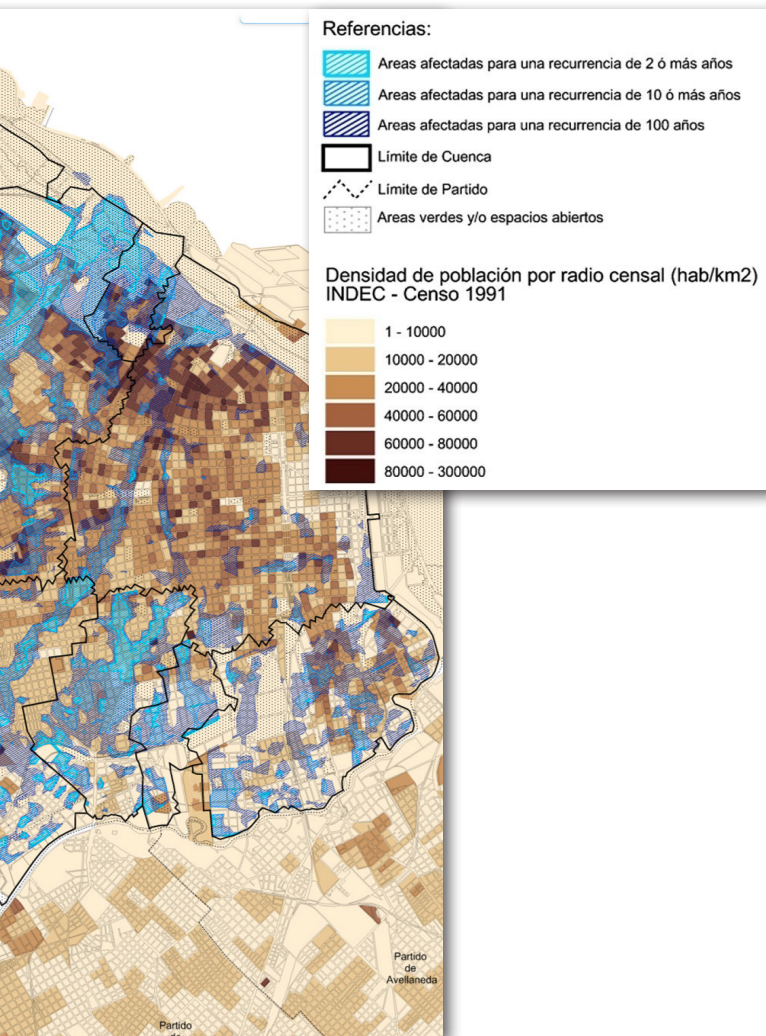 Referencias:
Areas afectadas para una recurrencia de 2 ó más años
Areas afectadas para una recurrencia de 10 ó más años
Areas afectadas para una recurrencia de 100 años
Límite de Cuenca
Límite de Partido
Areas verdes y/o espacios abiertos
Densidad de población por radio censal (hab/km2)
INDEC - Censo 1991
1 - 10000
10000 - 20000
20000 - 40000
40000 - 60000
60000 - 80000
80000 - 300000
Partido
de
Avellaneda
Partido
de